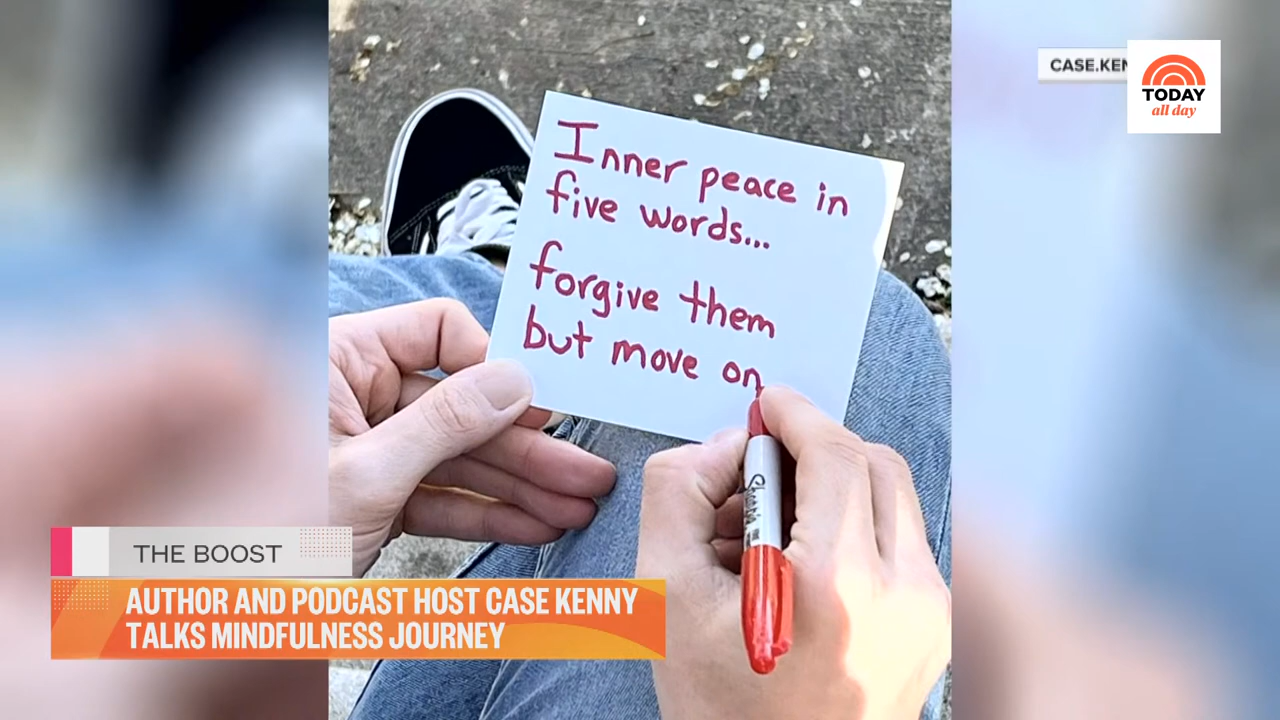 CASE.KEN
TODAY
all day
Inner peace in
five words...
forgive them
but move on
Sharpie
THE BOOST
AUTHOR AND PODCAST HOST CASE KENNY
TALKS MINDFULNESS JOURNEY